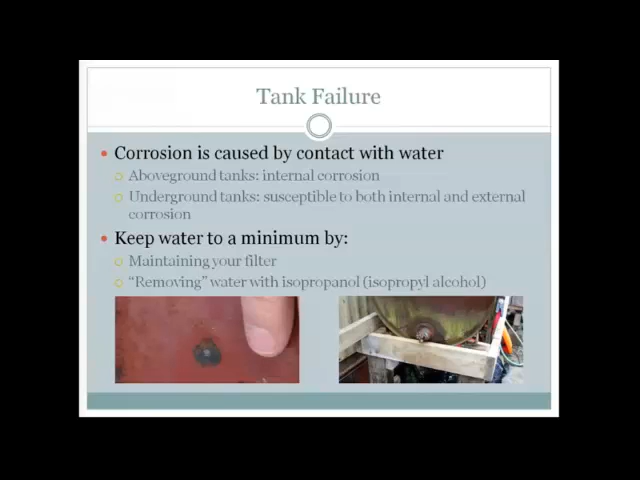 Tank Failure
Corrosion is caused by contact with water
Aboveground tanks: internal corrosion
Underground tanks: susceptible to both internal and external
corrosion
Keep water to a minimum by:
Maintaining your filter
“Removing” water with isopropanol (isopropyl alcohol)